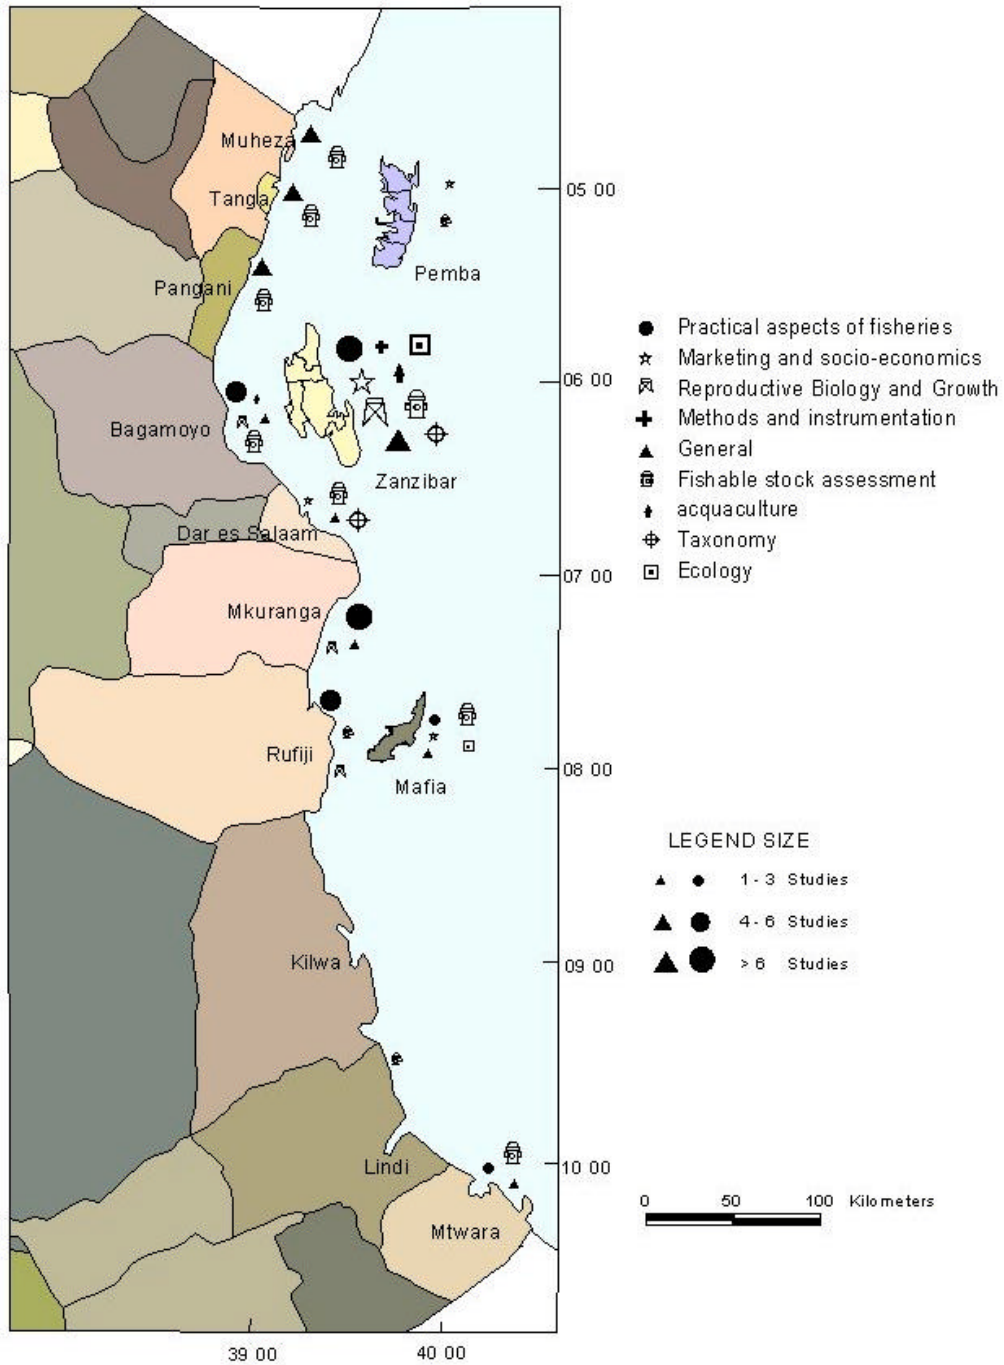 Muheza
Tanga
Pemba
Pangani
Bagamoyo
Zanzibar
Dar es Salaam
Mkuranga
Rufiji
Mafia
Kilwa
Lindi
Mtwara
05 00
06 00
07 00
08 00
09 00
10 00
39 00
40 00
Practical aspects of fisheries
Marketing and socio-economics
Reproductive Biology and Growth
Methods and instrumentation
General
Fishable stock assessment
acquaculture
Taxonomy
Ecology
LEGEND SIZE
1 - 3 Studies
4 - 6 Studies
> 6 Studies
0 50 100 Kilometers